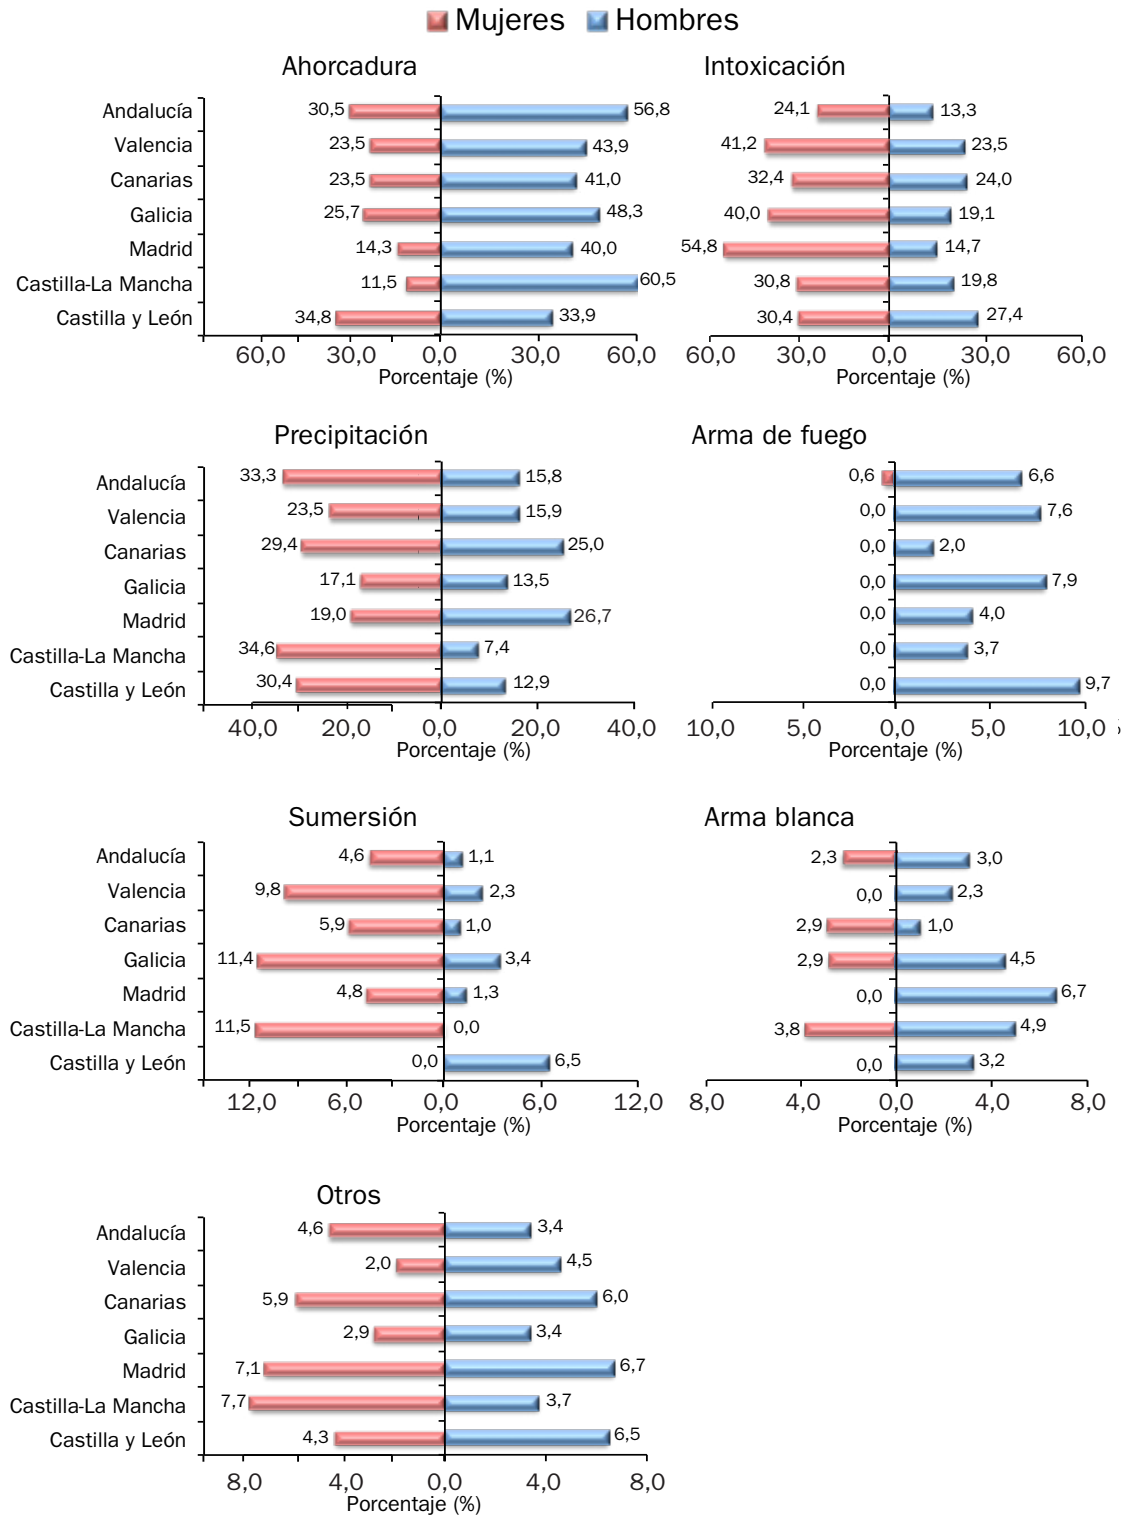 Mujeres Hombres
Ahorcadura
Andalucía 30,5 56,8
Valencia 23,5 43,9
Canarias 23,5 41,0
Galicia 25,7 48,3
Madrid 14,3 40,0
Castilla-La Mancha 11,5 60,5
Castilla y León 34,8 33,9
60,0 30,0 0,0 30,0 60,0
Porcentaje (%)
Intoxicación
24,1 13,3
41,2 23,5
32,4 24,0
40,0 19,1
54,8 14,7
30,8 19,8
30,4 27,4
60,0 30,0 0,0 30,0 60,0
Porcentaje (%)
Precipitación
Andalucía 33,3 15,8
Valencia 23,5 15,9
Canarias 29,4 25,0
Galicia 17,1 13,5
Madrid 19,0 26,7
Castilla-La Mancha 34,6 7,4
Castilla y León 30,4 12,9
40,0 20,0 0,0 20,0 40,0
Porcentaje (%)
Arma de fuego
0,6 6,6
0,0 7,6
0,0 2,0
0,0 7,9
0,0 4,0
0,0 3,7
0,0 9,7
10,0 5,0 0,0 5,0 10,0
Porcentaje (%)
Sumersión
Andalucía 4,6 1,1
Valencia 9,8 2,3
Canarias 5,9 1,0
Galicia 11,4 3,4
Madrid 4,8 1,3
Castilla-La Mancha 11,5 0,0
Castilla y León 0,0 6,5
12,0 6,0 0,0 6,0 12,0
Porcentaje (%)
Arma blanca
2,3 3,0
0,0 2,3
2,9 1,0
2,9 4,5
0,0 6,7
3,8 4,9
0,0 3,2
8,0 4,0 0,0 4,0 8,0
Porcentaje (%)
Otros
Andalucía 4,6 3,4
Valencia 2,0 4,5
Canarias 5,9 6,0
Galicia 2,9 3,4
Madrid 7,1 6,7
Castilla-La Mancha 7,7 3,7
Castilla y León 4,3 6,5
8,0 4,0 0,0 4,0 8,0
Porcentaje (%)